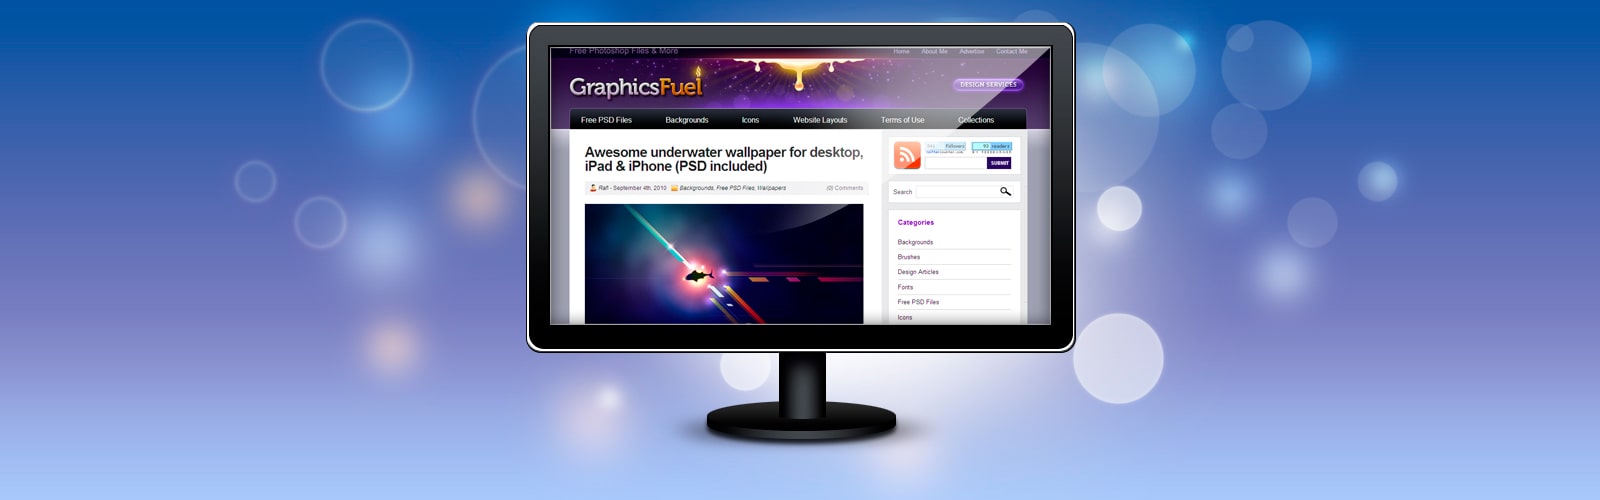 Free Photoshop Files & More
Home About Me Advertise Contact Me
GraphicsFuel
DESIGN SERVICES
Free PSD Files Backgrounds Icons Website Layouts Terms of Use Collections
Awesome underwater wallpaper for desktop,
iPad & iPhone (PSD included)
Rafi - September 4th, 2010 Backgrounds, Free PSD Files, Wallpapers (0) Comments
followers
readers
SUBMIT
Search
Categories
Backgrounds
Brushes
Design Articles
Fonts
Free PSD Files
Icons